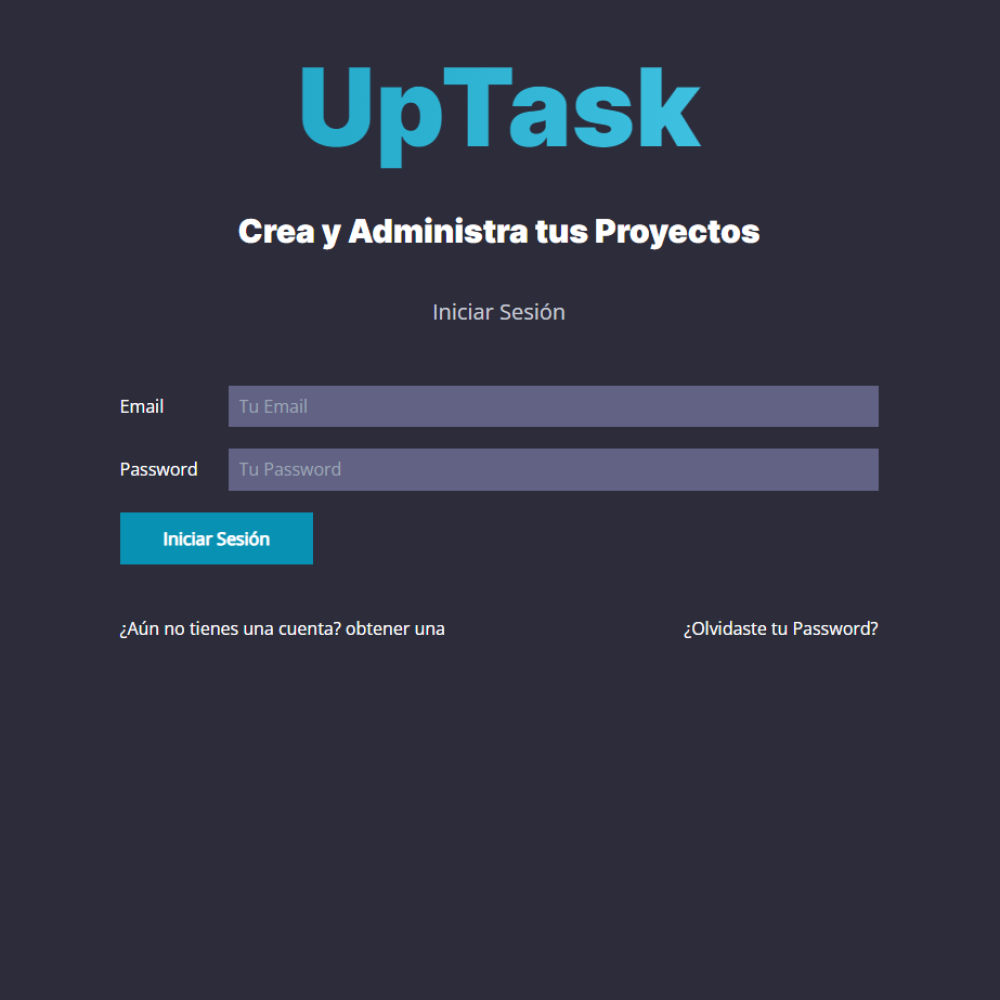 UpTask
Crea y Administra tus Proyectos
Iniciar Sesión
Email
Tu Email
Password
Tu Password
Iniciar Sesión
¿Aún no tienes una cuenta? obtener una
¿Olvidaste tu Password?